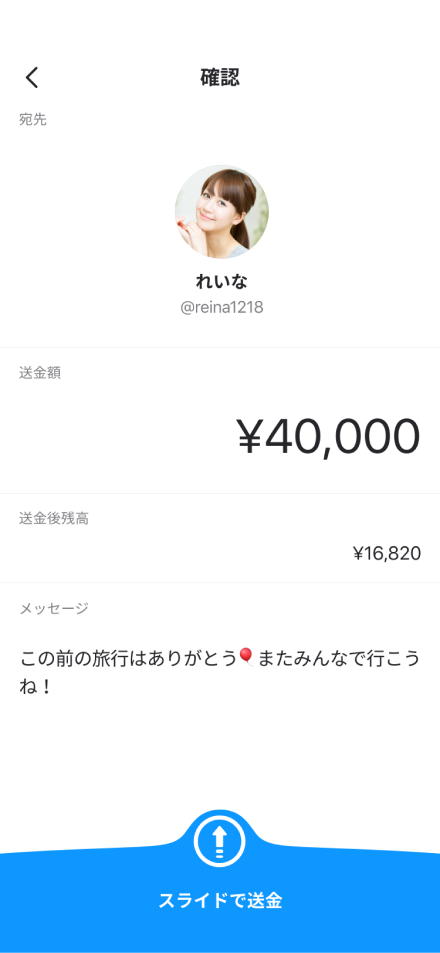 確認
宛先
れいな
@reina1218
送金額
¥40,000
送金後残高
¥16,820
メッセージ
この前の旅行はありがとう🎈またみんなで行こう
ね！
スライドで送金